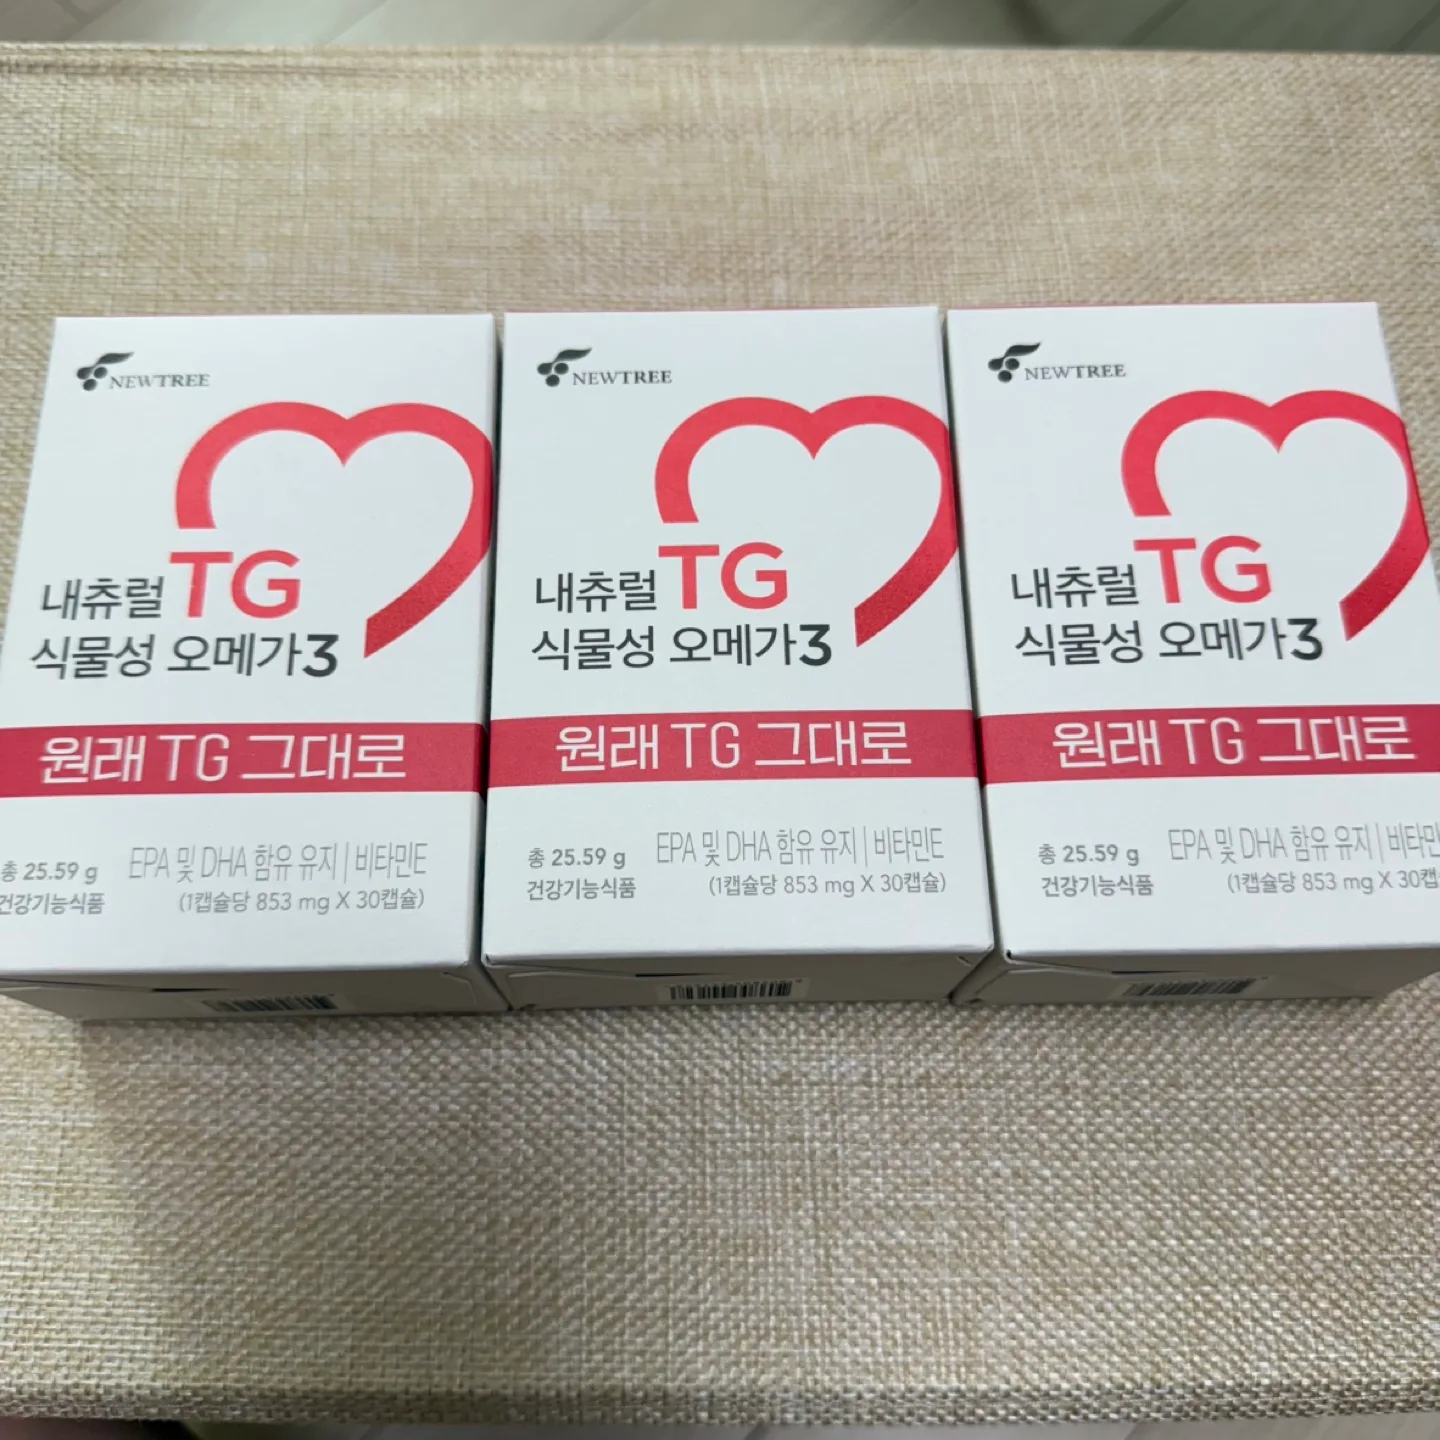 NEWTREE
내츄럴 TG
식물성 오메가3
원래 TG 그대로
총 25.59 g
건강기능식품
EPA 및 DHA 함유 유지 | 비타민E
(1캡슐당 853 mg X 30캡슐)
NEWTREE
내츄럴 TG
식물성 오메가3
원래 TG 그대로
총 25.59 g
건강기능식품
EPA 및 DHA 함유 유지 | 비타민E
(1캡슐당 853 mg X 30캡슐)
NEWTREE
내츄럴 TG
식물성 오메가3
원래 TG 그대로
총 25.59 g
건강기능식품
EPA 및 DHA 함유 유지 | 비타민
(1캡슐당 853 mg X 30캡